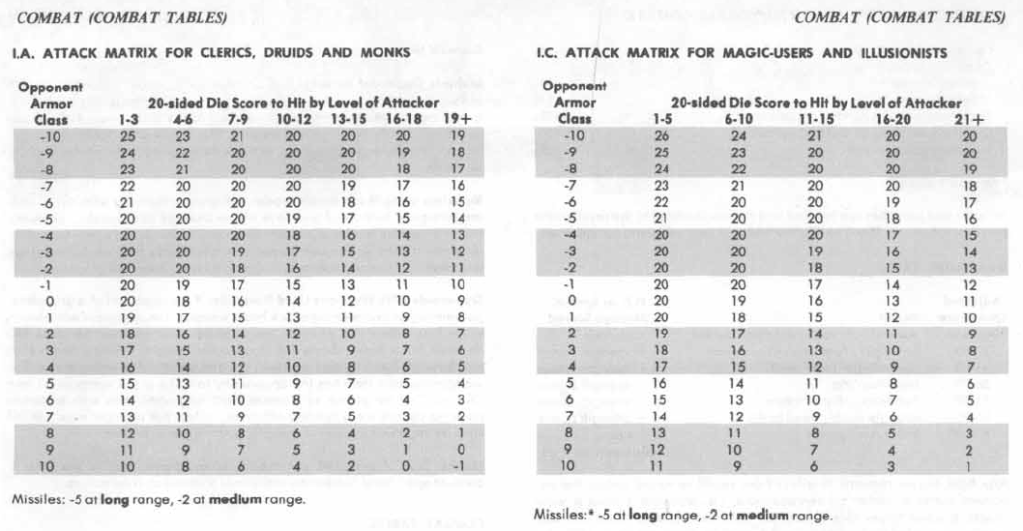 COMBAT (COMBAT TABLES)
I.A. ATTACK MATRIX FOR CLERICS, DRUIDS AND MONKS
Opponent
Armor 20-sided Die Score to Hit by Level of Attacker
Class 1-3 4-6 7-9 10-12 13-15 16-18 19+
-10 25 23 21 20 20 20 19
-9 24 22 20 20 20 19 18
-8 23 21 20 20 20 18 17
-7 22 20 20 20 19 17 16
-6 21 20 20 20 18 16 15
-5 20 20 20 19 17 15 14
-4 20 20 20 18 16 14 13
-3 20 20 19 17 15 13 12
-2 20 20 18 16 14 12 11
-1 20 19 17 15 13 11 10
0 20 18 16 14 12 10 9
1 19 17 15 13 11 9 8
2 18 16 14 12 10 8 7
3 17 15 13 11 9 7 6
4 16 14 12 10 8 6 5
5 15 13 11 9 7 5 4
6 14 12 10 8 6 4 3
7 13 11 9 7 5 3 2
8 12 10 8 6 4 2 1
9 11 9 7 5 3 1 0
10 10 8 6 4 2 0 -1
Missiles: -5 at long range, -2 at medium range.
COMBAT (COMBAT TABLES)
I.C. ATTACK MATRIX FOR MAGIC-USERS AND ILLUSIONISTS
Opponent
Armor 20-sided Die Score to Hit by Level of Attacker
Class 1-5 6-10 11-15 16-20 21+
-10 26 24 21 20 20
-9 25 23 20 20 20
-8 24 22 20 20 19
-7 23 21 20 20 18
-6 22 20 20 19 17
-5 21 20 20 18 16
-4 20 20 20 17 15
-3 20 20 19 16 14
-2 20 20 18 15 13
-1 20 20 17 14 12
0 20 19 16 13 11
1 20 18 15 12 10
2 19 17 14 11 9
3 18 16 13 10 8
4 17 15 12 9 7
5 16 14 11 8 6
6 15 13 10 7 5
7 14 12 9 6 4
8 13 11 8 5 3
9 12 10 7 4 2
10 11 9 6 3 1
Missiles:* -5 at long range, -2 at medium range.